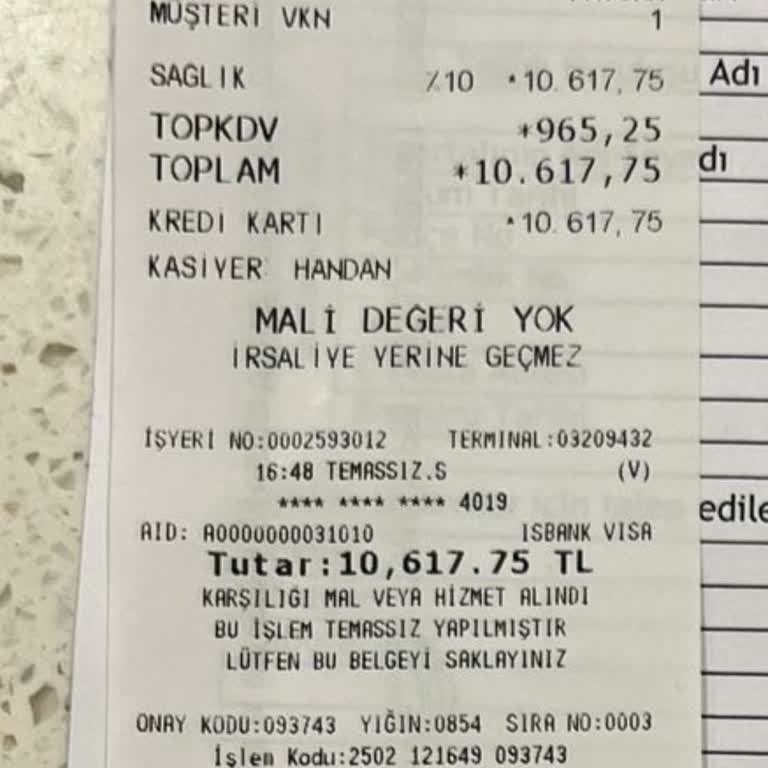 MÜŞTERİ VKN 1
SAĞLIK %10 *10.617,75
TOPKDV *965,25
TOPLAM *10.617,75
KREDİ KARTI *10.617,75
KASİYER: HANDAN
MALİ DEĞERİ YOK
İRSALİYE YERİNE GEÇMEZ
İŞYERİ NO:0002593012 TERMINAL:03209432
16:48 TEMASSIZ.S (V)
**** **** **** 4019
AID: A0000000031010 ISBANK VISA
Tutar:10,617.75 TL
KARŞILIĞI MAL VEYA HİZMET ALINDI
BU İŞLEM TEMASSIZ YAPILMIŞTIR
LÜTFEN BU BELGEYİ SAKLAYINIZ
ONAY KODU:093743 YIĞIN:0854 SIRA NO:0003
İşlem Kodu:2502 121649 093743
Adı
dı
edile